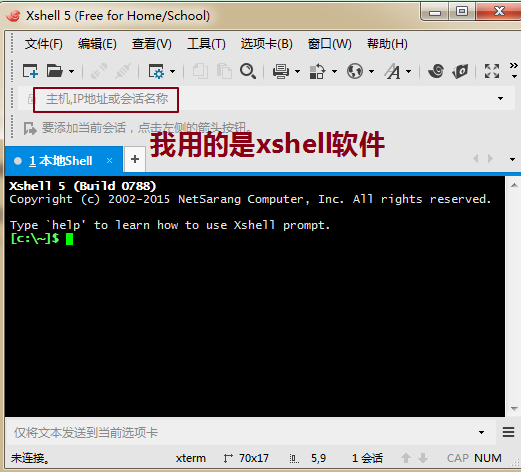 Xshell 5 (Free for Home/School)
文件(F) 编辑(E) 查看(V) 工具(T) 选项卡(B) 窗口(W) 帮助(H)
主机,IP地址或会话名称
要添加当前会话，点击左侧的箭头按钮。
我用的是xshell软件
1 本地Shell
Xshell 5 (Build 0788)
Copyright (c) 2002-2015 NetSarang Computer, Inc. All rights reserved.
Type `help' to learn how to use Xshell prompt.
[c:\~]$
仅将文本发送到当前选项卡
未连接。 xterm 70x17 5,9 1 会话 CAP NUM